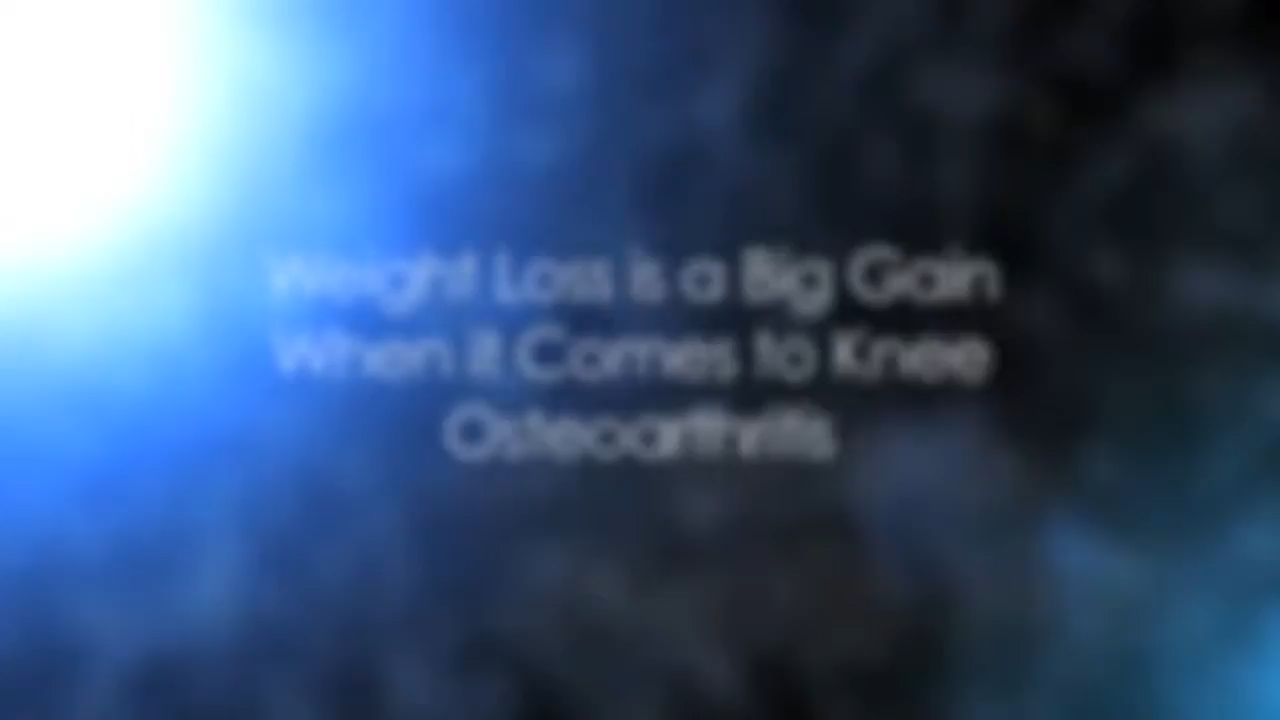 Weight Loss is a Big Gain
When it Comes to Knee
Osteoarthritis